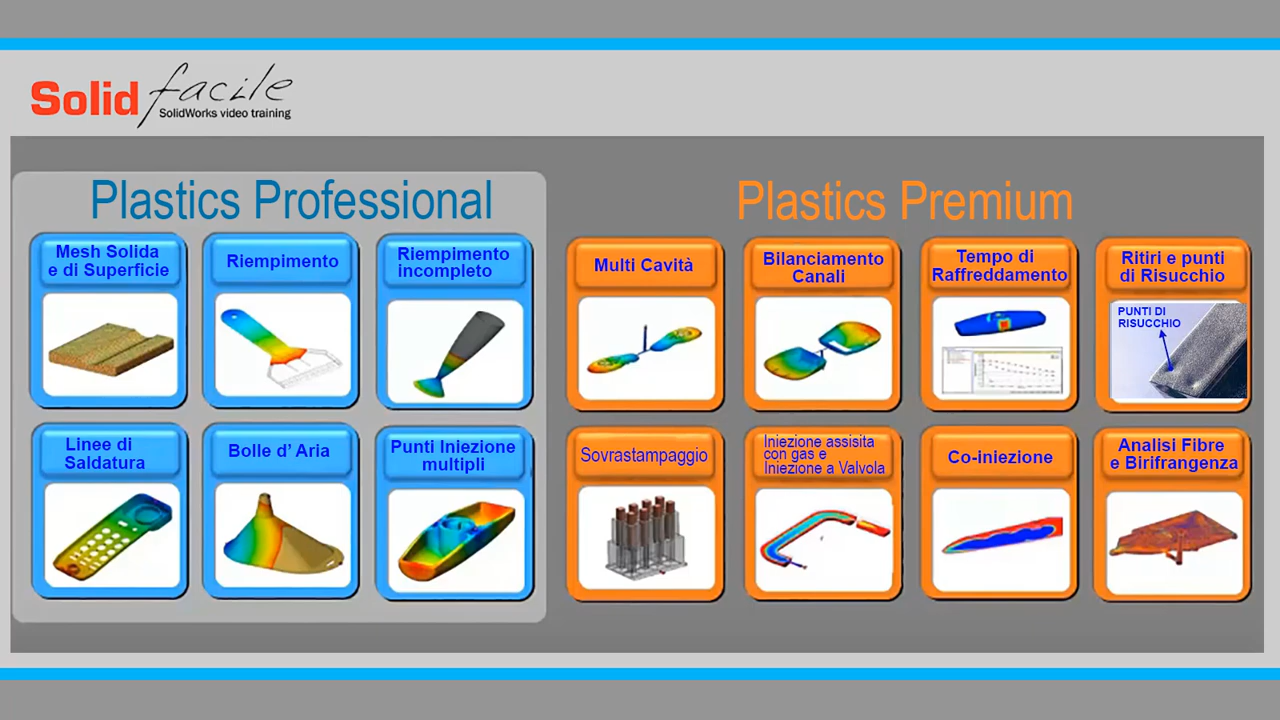 Solid facile
SolidWorks video training
Plastics Professional
Plastics Premium
Mesh Solida
e di Superficie
Riempimento
Riempimento
incompleto
Multi Cavità
Bilanciamento
Canali
Tempo di
Raffreddamento
Ritiri e punti
di Risucchio
PUNTI DI
RISUCCHIO
Linee di
Saldatura
Bolle d' Aria
Punti Iniezione
multipli
Sovrastampaggio
Iniezione assisita
con gas e
Iniezione a Valvola
Co-iniezione
Analisi Fibre
e Birifrangenza